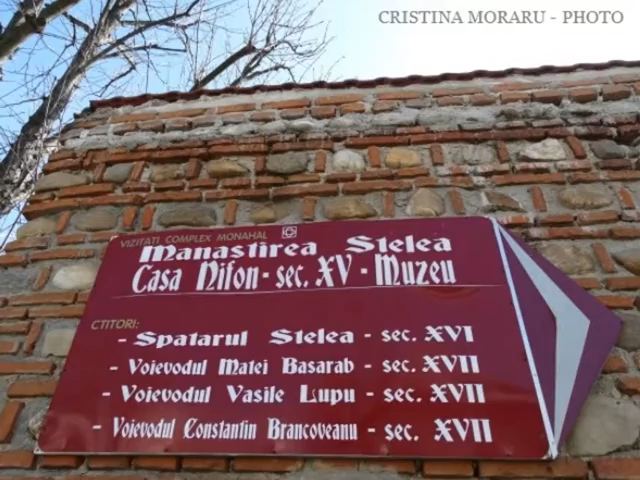 CRISTINA MORARU - PHOTO
VIZITATI COMPLEX MONAHAL
Manastirea Stelea
Casa Nifon - sec. XV - Muzeu
CTITORI:
- Spatarul Stelea - sec. XVI
- Voievodul Matei Basarab - sec. XVII
- Voievodul Vasile Lupu - sec. XVII
- Voievodul Constantin Brancoveanu - sec. XVII